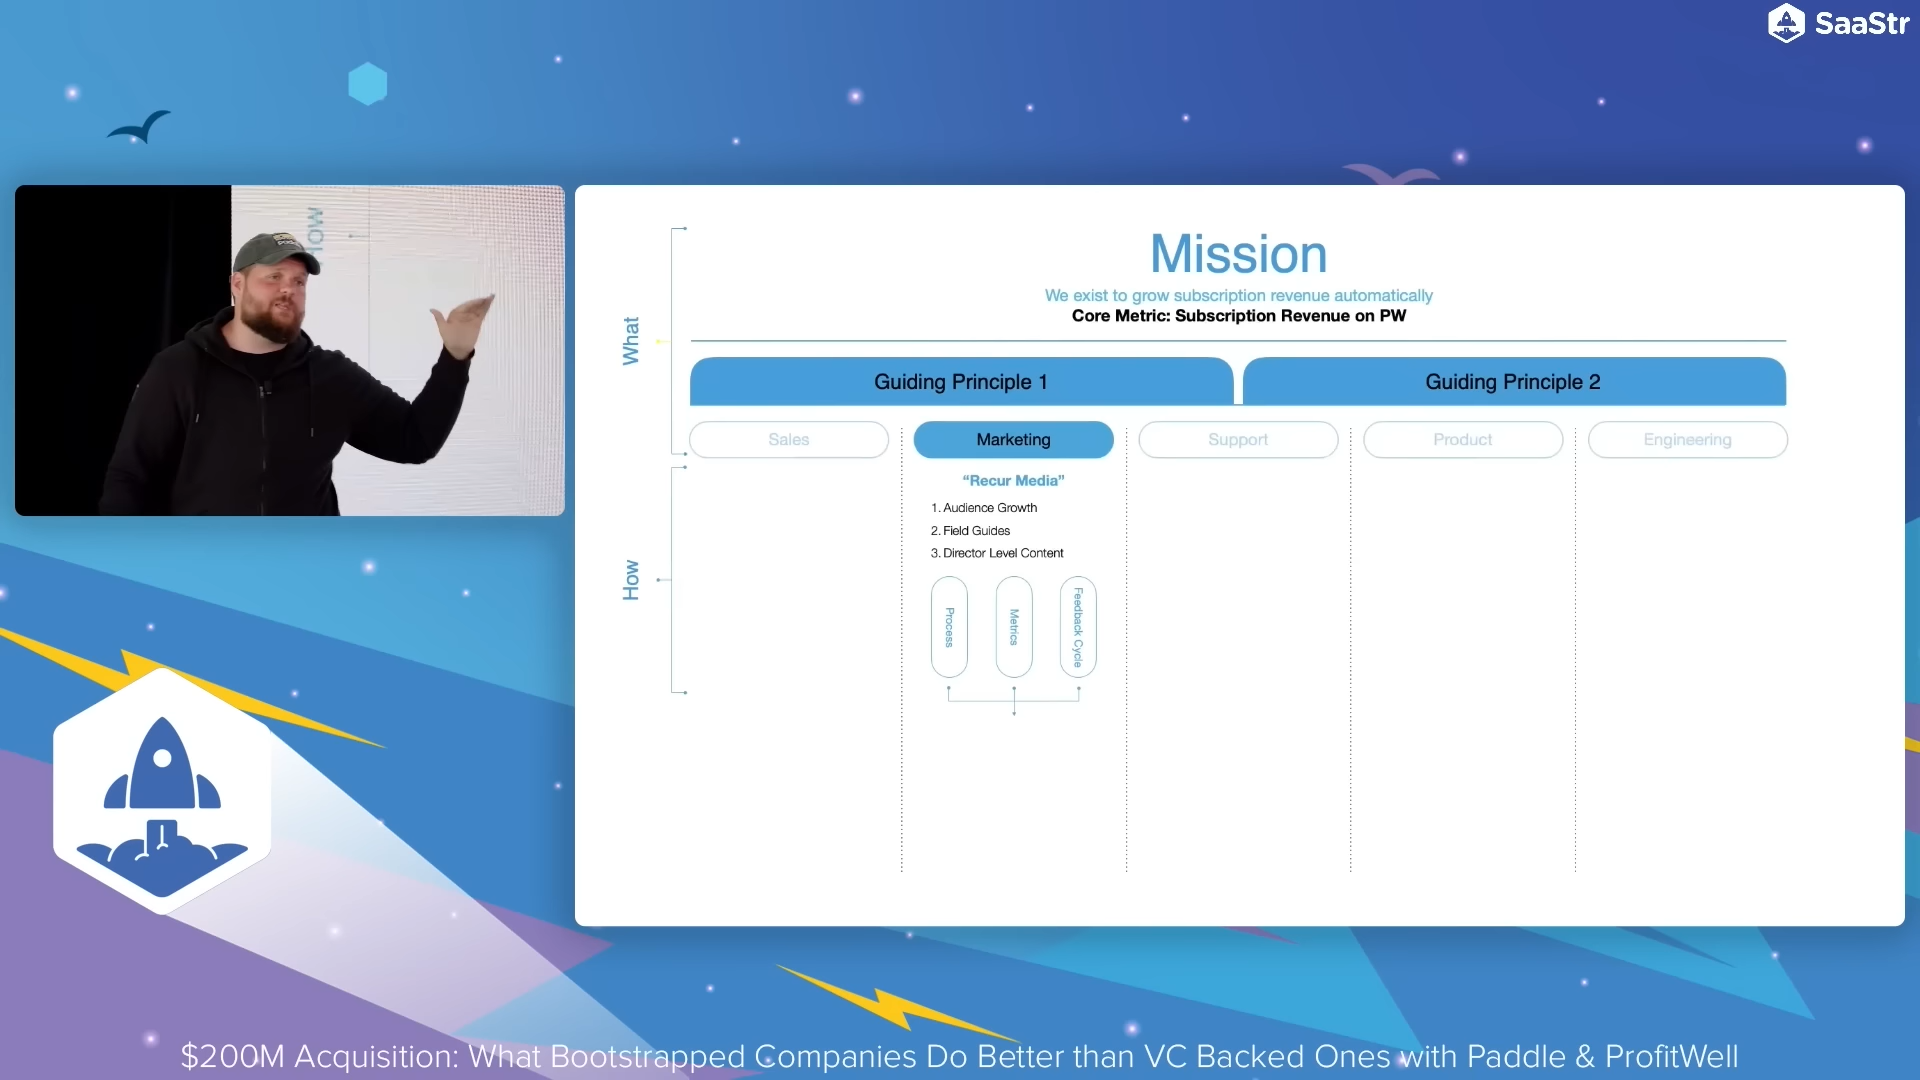 SaaStr
How
What
Mission
We exist to grow subscription revenue automatically
Core Metric: Subscription Revenue on PW
Guiding Principle 1
Guiding Principle 2
Sales
Marketing
Support
Product
Engineering
How
“Recur Media”
1. Audience Growth
2. Field Guides
3. Director Level Content
Process
Metrics
Feedback Cycle
$200M Acquisition: What Bootstrapped Companies Do Better than VC Backed Ones with Paddle & ProfitWell